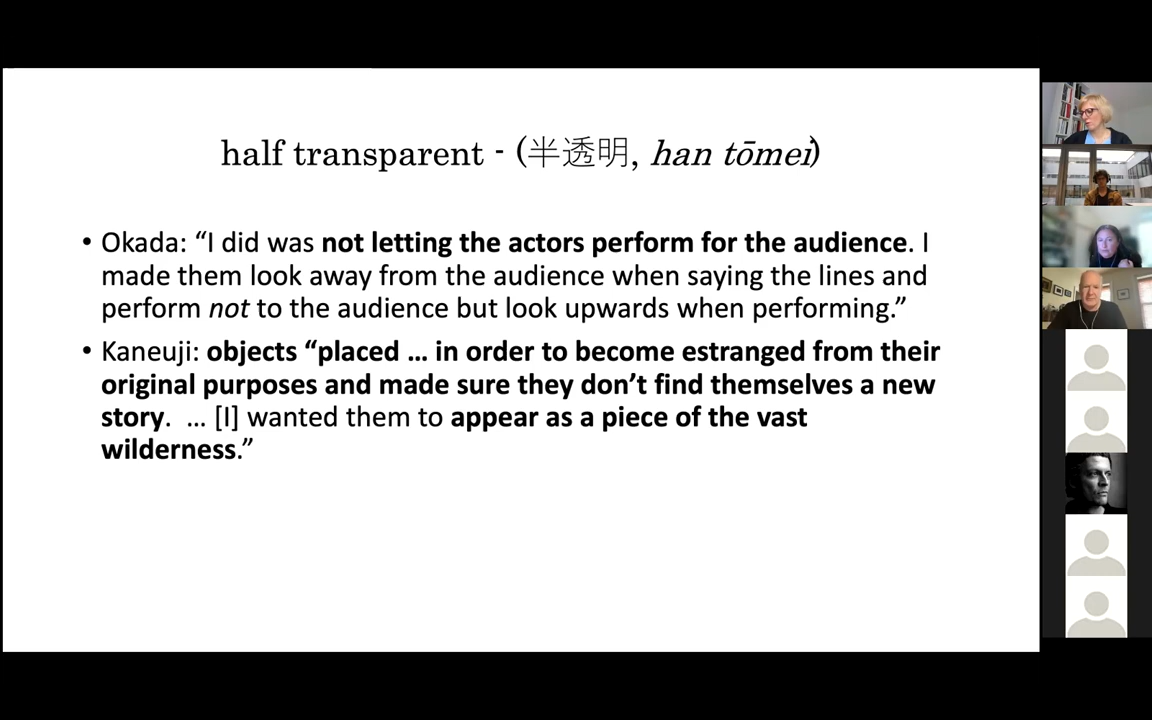 half transparent - (半透明, han tōmei)
• Okada: “I did was not letting the actors perform for the audience. I
made them look away from the audience when saying the lines and
perform not to the audience but look upwards when performing.”
• Kaneuji: objects “placed … in order to become estranged from their
original purposes and made sure they don’t find themselves a new
story.  … [I] wanted them to appear as a piece of the vast
wilderness.”